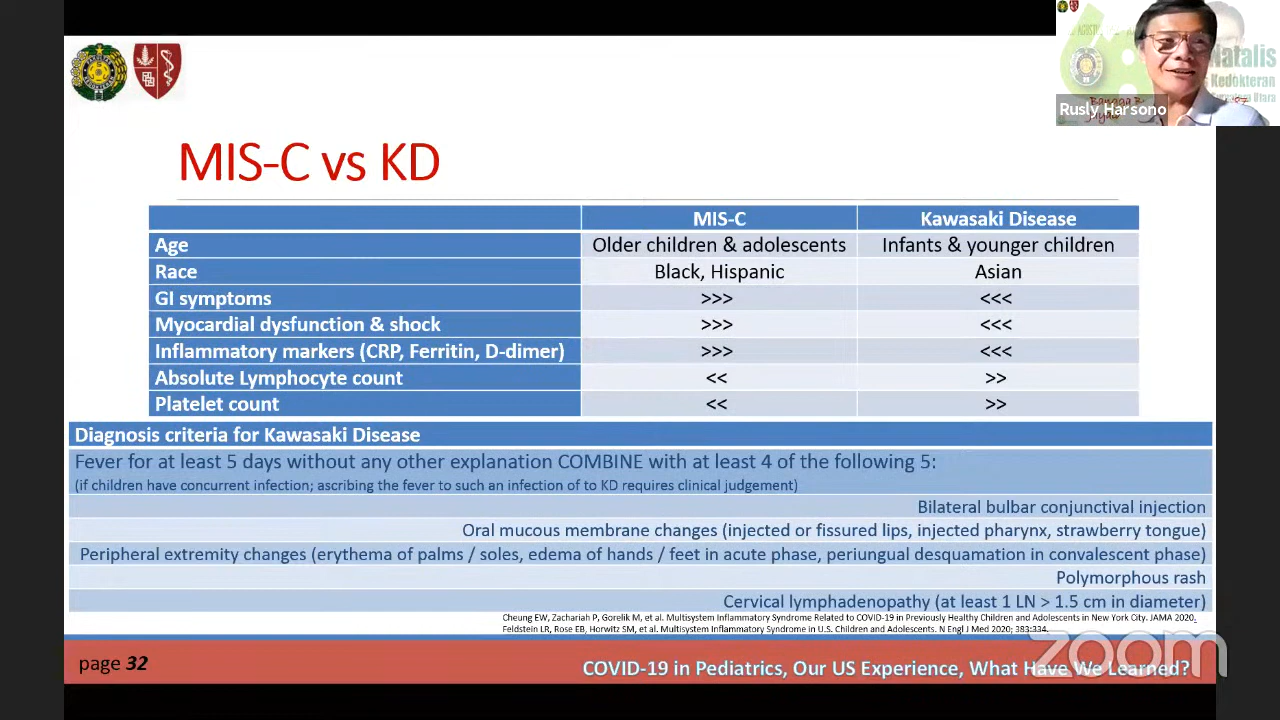 Natalis
Kedokteran
Rusly Harsono
MIS-C vs KD
MIS-C Kawasaki Disease
Age Older children & adolescents Infants & younger children
Race Black, Hispanic Asian
GI symptoms >>> <<<
Myocardial dysfunction & shock >>> <<<
Inflammatory markers (CRP, Ferritin, D-dimer) >>> <<<
Absolute Lymphocyte count << >>
Platelet count << >>
Diagnosis criteria for Kawasaki Disease
Fever for at least 5 days without any other explanation COMBINE with at least 4 of the following 5:
(if children have concurrent infection; ascribing the fever to such an infection of to KD requires clinical judgement)
Bilateral bulbar conjunctival injection
Oral mucous membrane changes (injected or fissured lips, injected pharynx, strawberry tongue)
Peripheral extremity changes (erythema of palms / soles, edema of hands / feet in acute phase, periungual desquamation in convalescent phase)
Polymorphous rash
Cervical lymphadenopathy (at least 1 LN > 1.5 cm in diameter)
Cheung EW, Zachariah P, Gorelik M, et al. Multisystem Inflammatory Syndrome Related to COVID-19 in Previously Healthy Children and Adolescents in New York City. JAMA 2020.
Feldstein LR, Rose EB, Horwitz SM, et al. Multisystem Inflammatory Syndrome in U.S. Children and Adolescents. N Engl J Med 2020; 383:334.
zoom
page 32
COVID-19 in Pediatrics, Our US Experience, What Have We Learned?